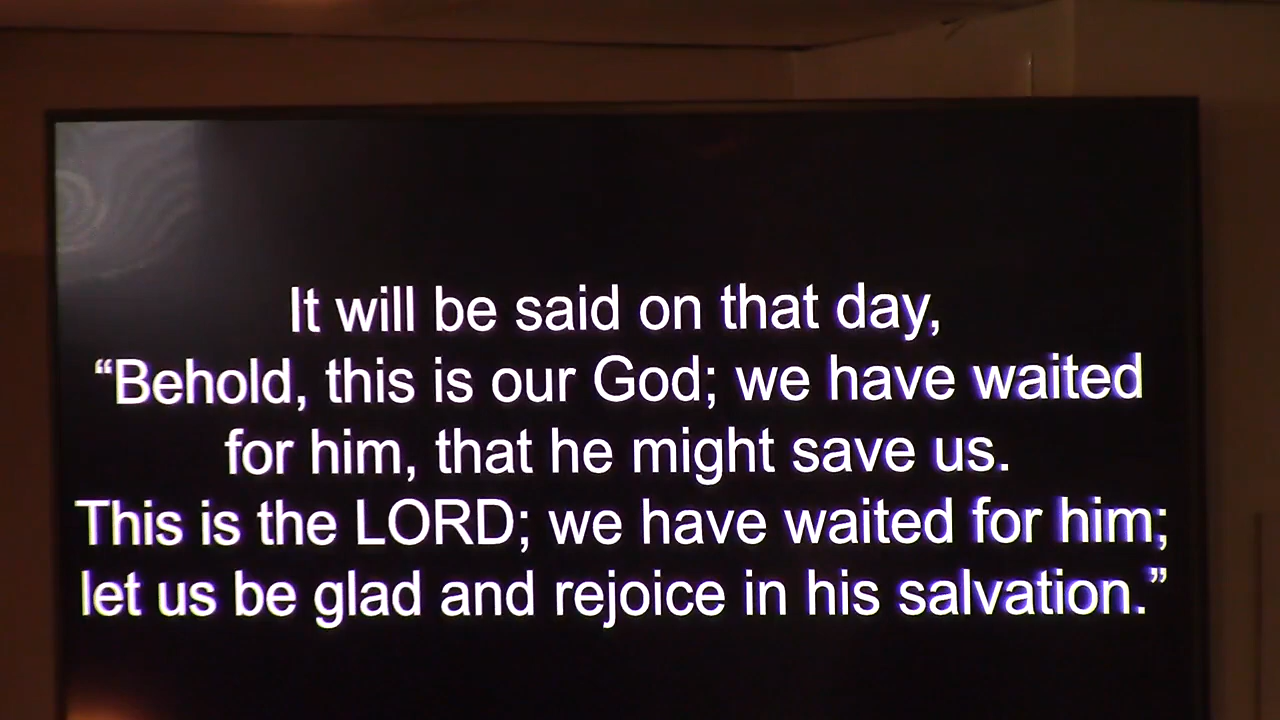 It will be said on that day,
“Behold, this is our God; we have waited
for him, that he might save us.
This is the LORD; we have waited for him;
let us be glad and rejoice in his salvation.”